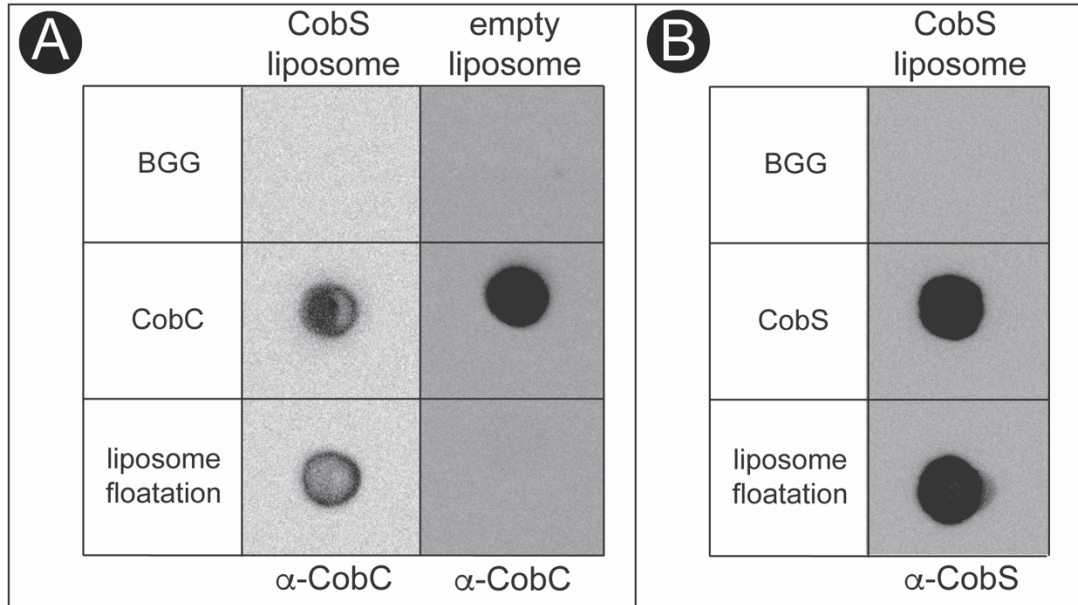 A
CobS
liposome
empty
liposome
BGG
CobC
liposome
floatation
α-CobC
α-CobC
B
CobS
liposome
BGG
CobS
liposome
floatation
α-CobS